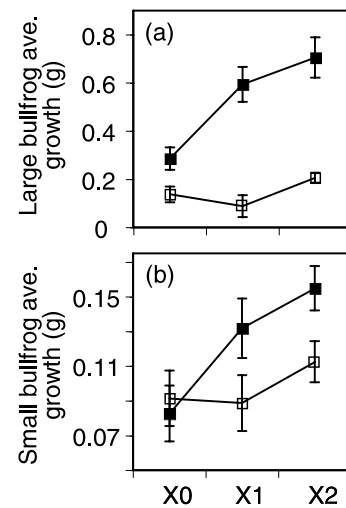 (a)
Large bullfrog ave.
growth (g)
0.8
0.6
0.4
0.2
0
(b)
Small bullfrog ave.
growth (g)
0.15
0.11
0.07
X0 X1 X2